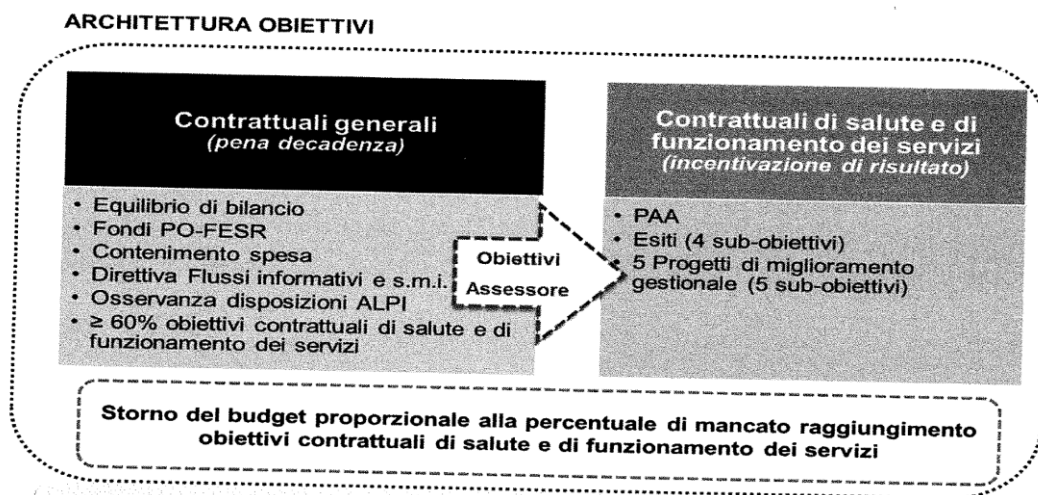 ARCHITETTURA OBIETTIVI
Contrattuali generali
(pena decadenza)
• Equilibrio di bilancio
• Fondi PO-FESR
• Contenimento spesa
• Direttiva Flussi informativi e s.m.i.
• Osservanza disposizioni ALPI
• ≥ 60% obiettivi contrattuali di salute e di
funzionamento dei servizi
Obiettivi
Assessore
Contrattuali di salute e di
funzionamento dei servizi
(incentivazione di risultato)
• PAA
• Esiti (4 sub-obiettivi)
• 5 Progetti di miglioramento
gestionale (5 sub-obiettivi)
Storno del budget proporzionale alla percentuale di mancato raggiungimento
obiettivi contrattuali di salute e di funzionamento dei servizi